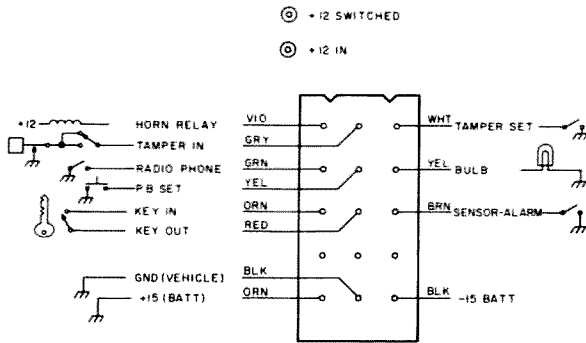 +12 SWITCHED
+12 IN
+12 HORN RELAY VIO WHT TAMPER SET
TAMPER IN GRY
RADIO PHONE GRN YEL BULB
P.B SET YEL
KEY IN ORN BRN SENSOR-ALARM
KEY OUT RED
GND (VEHICLE) BLK
+15 (BATT) ORN BLK -15 BATT